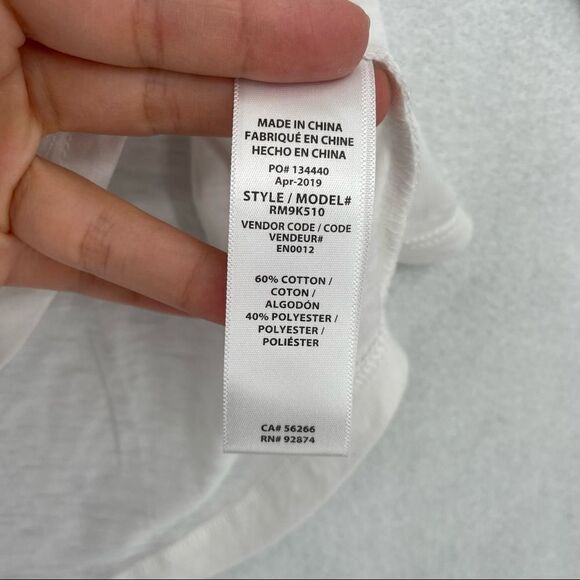 MADE IN CHINA
FABRIQUÉ EN CHINE
HECHO EN CHINA
PO# 134440
Apr-2019
STYLE / MODEL#
RM9K510
VENDOR CODE / CODE
VENDEUR#
EN0012
60% COTTON /
COTON /
ALGODÓN
40% POLYESTER /
POLYESTER /
POLIÉSTER
CA# 56266
RN# 92874